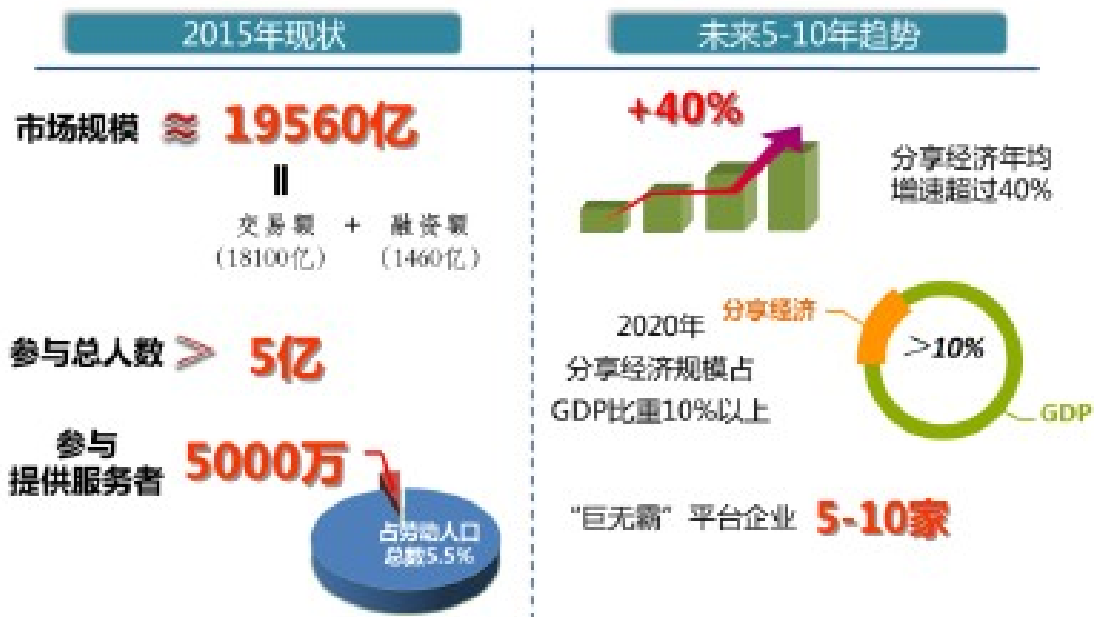 2015年现状
市场规模 ≈ 19560亿
=
交易额 + 融资额
(18100亿) (1460亿)
参与总人数 > 5亿
参与
提供服务者
5000万
占劳动人口
总数5.5%
未来5-10年趋势
+40%
分享经济年均
增速超过40%
2020年
分享经济规模占
GDP比重10%以上
分享经济
>10%
GDP
“巨无霸”平台企业 5-10家